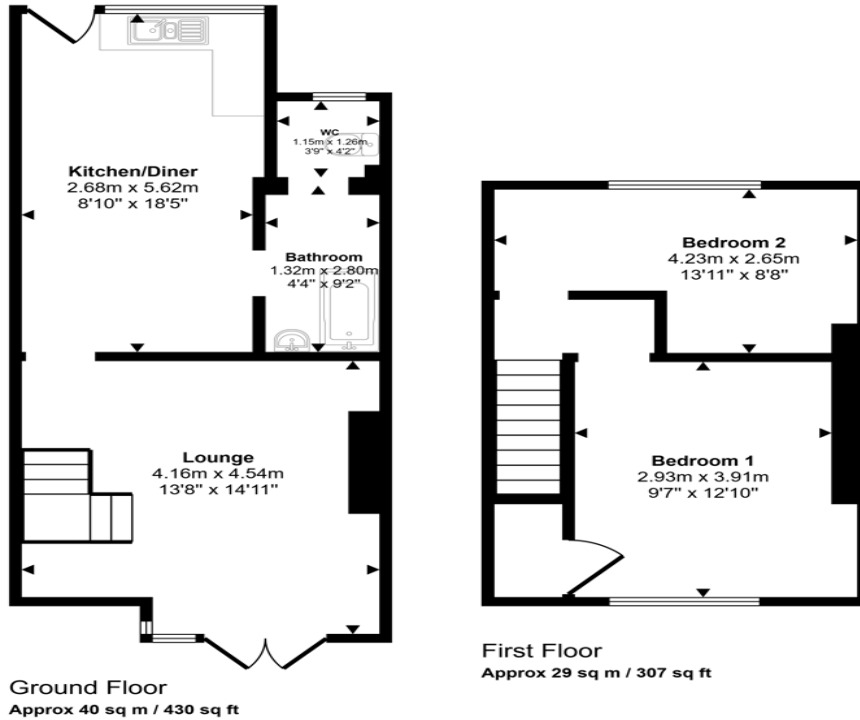 Kitchen/Diner
2.68m x 5.62m
8'10" x 18'5"
WC
1.15m x 1.26m
3'9" x 4'2"
Bathroom
1.32m x 2.80m
4'4" x 9'2"
Lounge
4.16m x 4.54m
13'8" x 14'11"
Ground Floor
Approx 40 sq m / 430 sq ft
Bedroom 2
4.23m x 2.65m
13'11" x 8'8"
Bedroom 1
2.93m x 3.91m
9'7" x 12'10"
First Floor
Approx 29 sq m / 307 sq ft